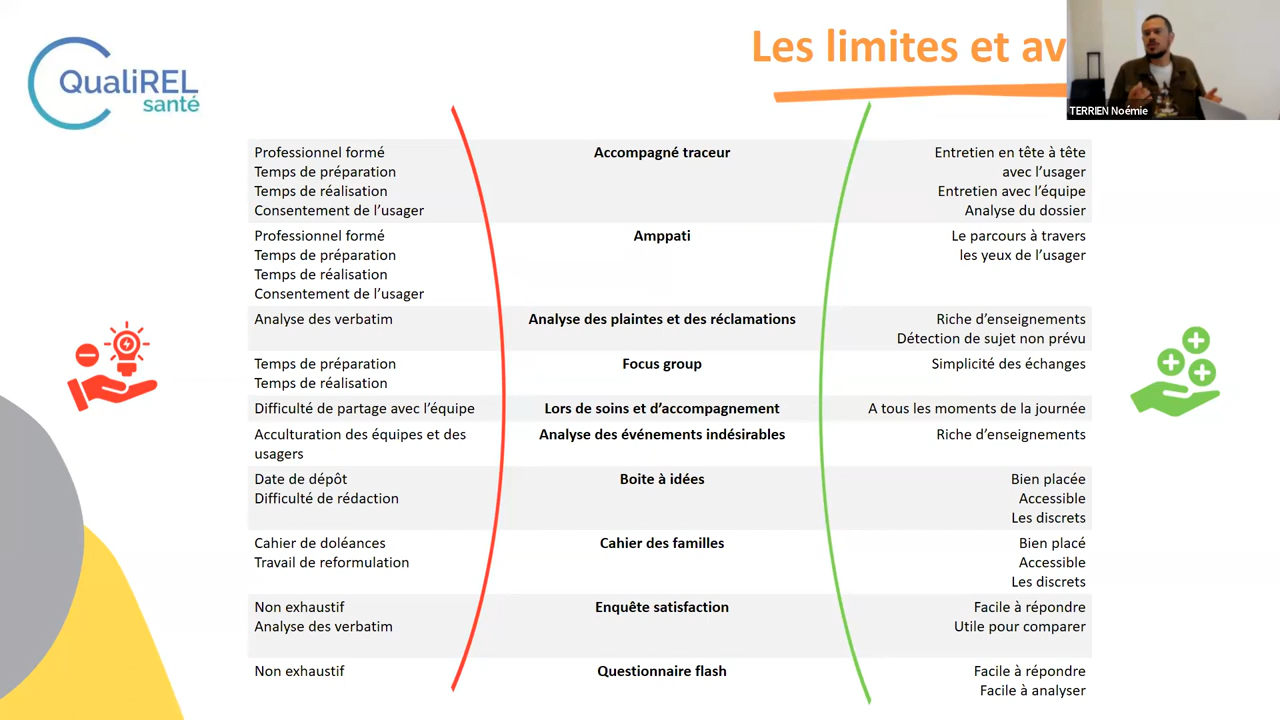 QualiREL
santé
Les limites et av
TERRIEN Noémie
Professionnel formé
Temps de préparation
Temps de réalisation
Consentement de l'usager
Accompagné traceur
Entretien en tête à tête
avec l'usager
Entretien avec l'équipe
Analyse du dossier
Professionnel formé
Temps de préparation
Temps de réalisation
Consentement de l'usager
Amppati
Le parcours à travers
les yeux de l'usager
Analyse des verbatim
Analyse des plaintes et des réclamations
Riche d'enseignements
Détection de sujet non prévu
Temps de préparation
Temps de réalisation
Focus group
Simplicité des échanges
Difficulté de partage avec l'équipe
Lors de soins et d'accompagnement
A tous les moments de la journée
Acculturation des équipes et des
usagers
Analyse des événements indésirables
Riche d'enseignements
Date de dépôt
Difficulté de rédaction
Boite à idées
Bien placée
Accessible
Les discrets
Cahier de doléances
Travail de reformulation
Cahier des familles
Bien placé
Accessible
Les discrets
Non exhaustif
Analyse des verbatim
Enquête satisfaction
Facile à répondre
Utile pour comparer
Non exhaustif
Questionnaire flash
Facile à répondre
Facile à analyser